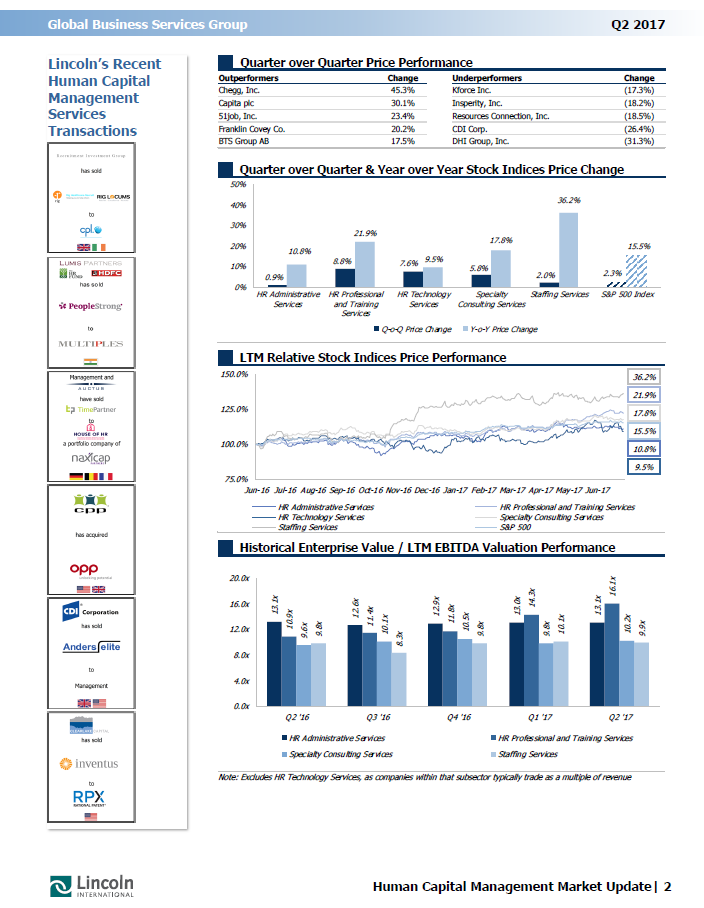 Global Business Services Group
Q2 2017
Lincoln's Recent
Human Capital
Management
Services
Transactions
has sold
RIG LOCUMS
to
cpl.
LUMIS PARTNERS
HR FUND
HDFC
has sold
PeopleStrong
to
MULTIPLES
Management and
AUCTUS
have sold
tp TimePartner
to
HOUSE OF HR
a portfolio company of
naxicap
cpp
has acquired
opp
CDI Corporation
has sold
Anders elite
to
Management
has sold
inventus
to
RPX
Quarter over Quarter Price Performance
Outperformers Change Underperformers Change
Chegg, Inc. 45.3% Kforce Inc. (17.3%)
Capita plc 30.1% Insperity, Inc. (18.2%)
51job, Inc. 23.4% Resources Connection, Inc. (18.5%)
Franklin Covey Co. 20.2% CDI Corp. (26.4%)
BTS Group AB 17.5% DHI Group, Inc. (31.3%)
Quarter over Quarter & Year over Year Stock Indices Price Change
50%
40%
30%
20%
10%
0%
0.9% 10.8% 8.8% 21.9% 7.6% 9.5% 5.8% 17.8% 2.0% 36.2% 2.3% 15.5%
HR Administrative HR Professional HR Technology Specialty Staffing Services S&P 500 Index
Services and Training Services Consulting Services
Services
Q-o-Q Price Change Y-o-Y Price Change
LTM Relative Stock Indices Price Performance
150.0%
125.0%
100.0%
75.0%
36.2%
21.9%
17.8%
15.5%
10.8%
9.5%
Jun-16 Jul-16 Aug-16 Sep-16 Oct-16 Nov-16 Dec-16 Jan-17 Feb-17 Mar-17 Apr-17 May-17 Jun-17
HR Administrative Services HR Professional and Training Services
HR Technology Services Specialty Consulting Services
Staffing Services S&P 500
Historical Enterprise Value / LTM EBITDA Valuation Performance
20.0x
16.0x
12.0x
8.0x
4.0x
0.0x
13.1x 10.9x 9.6x 9.8x 12.6x 11.4x 10.1x 8.3x 12.9x 11.8x 10.5x 9.8x 13.0x 14.3x 9.8x 10.1x 13.1x 16.1x 10.2x 9.9x
Q2 '16 Q3 '16 Q4 '16 Q1 '17 Q2 '17
HR Administrative Services HR Professional and Training Services
Specialty Consulting Services Staffing Services
Note: Excludes HR Technology Services, as companies within that subsector typically trade as a multiple of revenue
Lincoln
INTERNATIONAL
Human Capital Management Market Update| 2